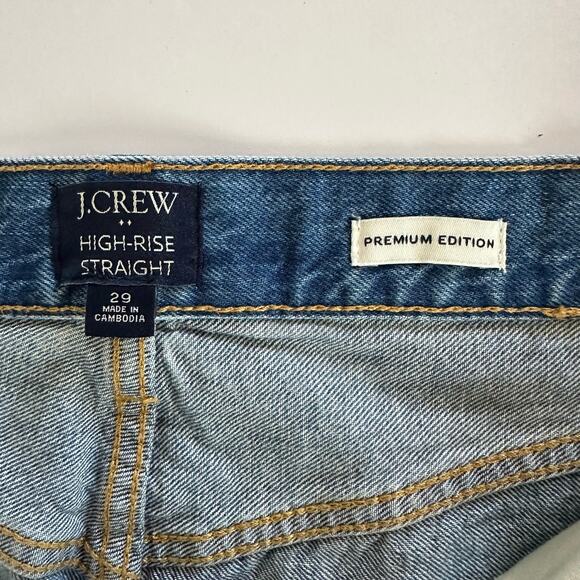 J.CREW
HIGH-RISE
STRAIGHT
29
MADE IN
CAMBODIA
PREMIUM EDITION